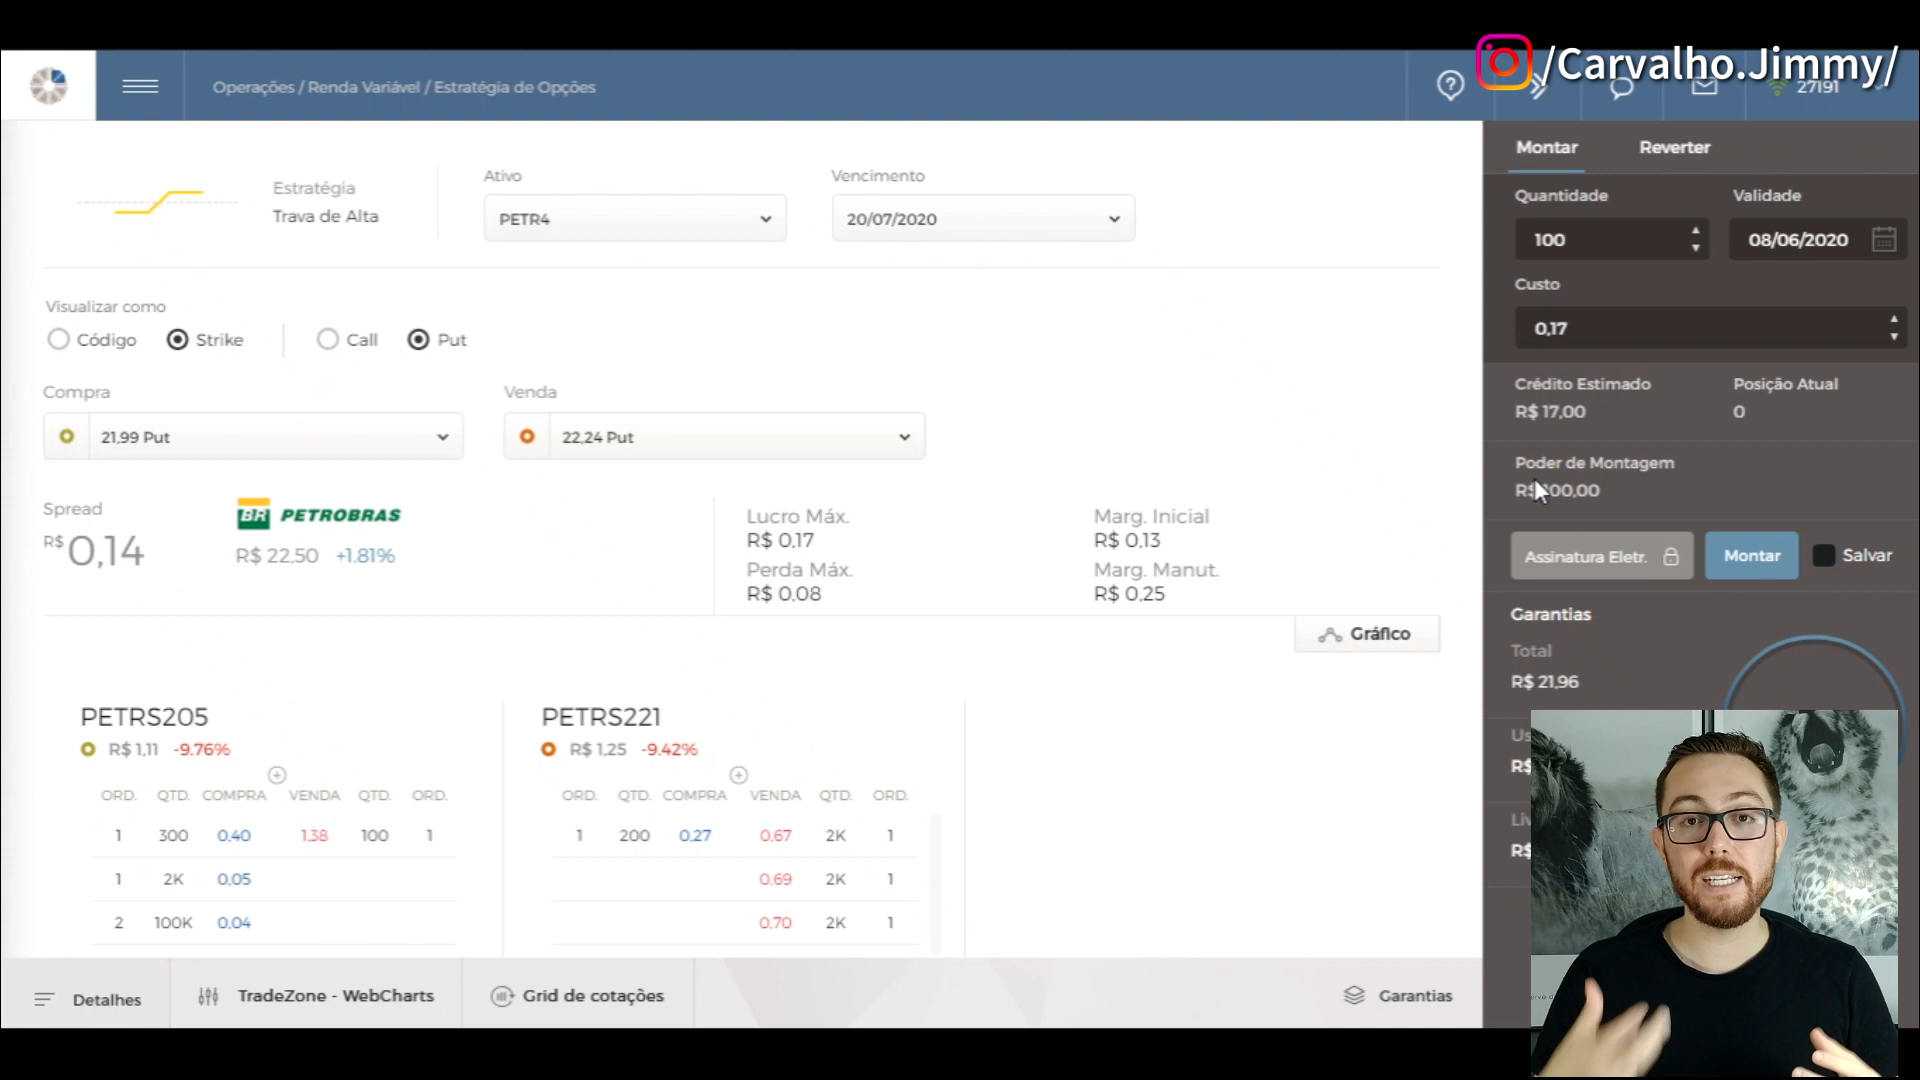 /Carvalho.Jimmy/
Operações / Renda Variável / Estratégia de Opções
27191
Estratégia
Trava de Alta
Ativo
PETR4
Vencimento
20/07/2020
Visualizar como
Código
Strike
Call
Put
Compra
21,99 Put
Venda
22,24 Put
Spread
R$ 0,14
BR PETROBRAS
R$ 22,50 +1.81%
Lucro Máx.
R$ 0,17
Perda Máx.
R$ 0,08
Marg. Inicial
R$ 0,13
Marg. Manut.
R$ 0,25
Gráfico
PETRS205
R$ 1,11 -9.76%
ORD. QTD. COMPRA VENDA QTD. ORD.
1 300 0,40 1,38 100 1
1 2K 0,05
2 100K 0,04
PETRS221
R$ 1,25 -9.42%
ORD. QTD. COMPRA VENDA QTD. ORD.
1 200 0,27 0,67 2K 1
0,69 2K 1
0,70 2K 1
Montar
Reverter
Quantidade
100
Validade
08/06/2020
Custo
0,17
Crédito Estimado
R$ 17,00
Posição Atual
0
Poder de Montagem
Assinatura Eletr.
Montar
Salvar
Garantias
Total
R$ 21,96
R$
R$
Detalhes
TradeZone - WebCharts
Grid de cotações
Garantias